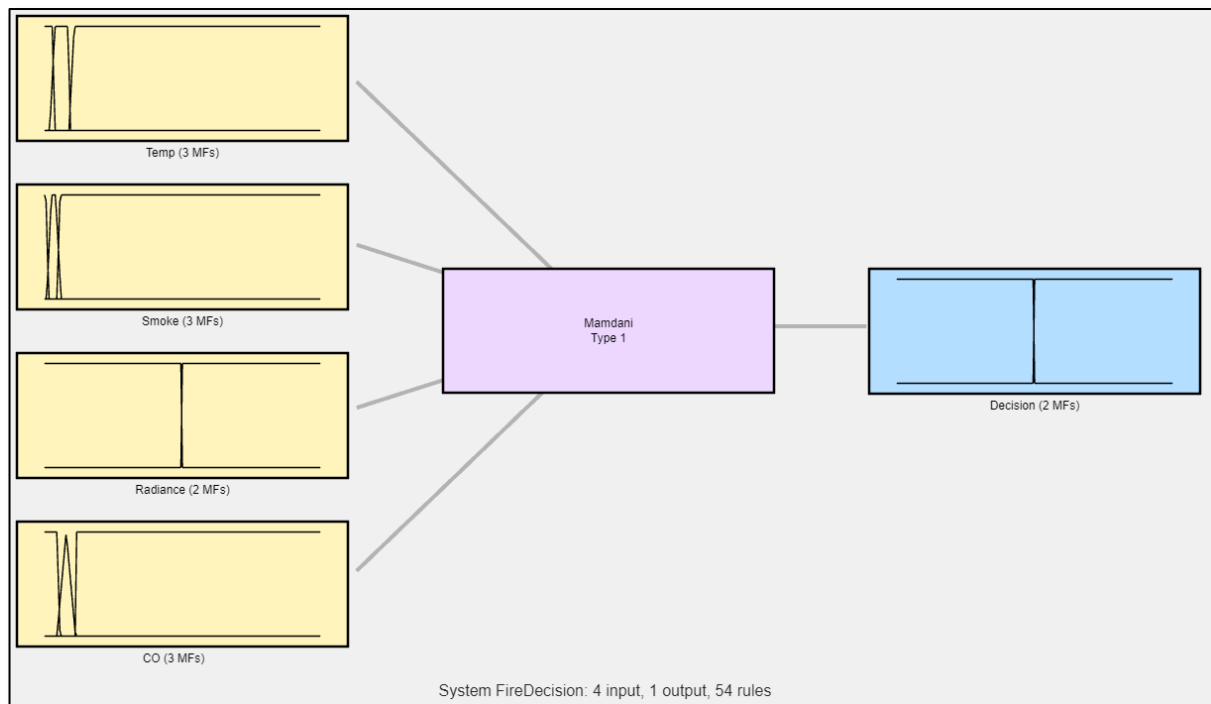 Temp (3 MFs)
Smoke (3 MFs)
Radiance (2 MFs)
CO (3 MFs)
Mamdani
Type 1
Decision (2 MFs)
System FireDecision: 4 input, 1 output, 54 rules